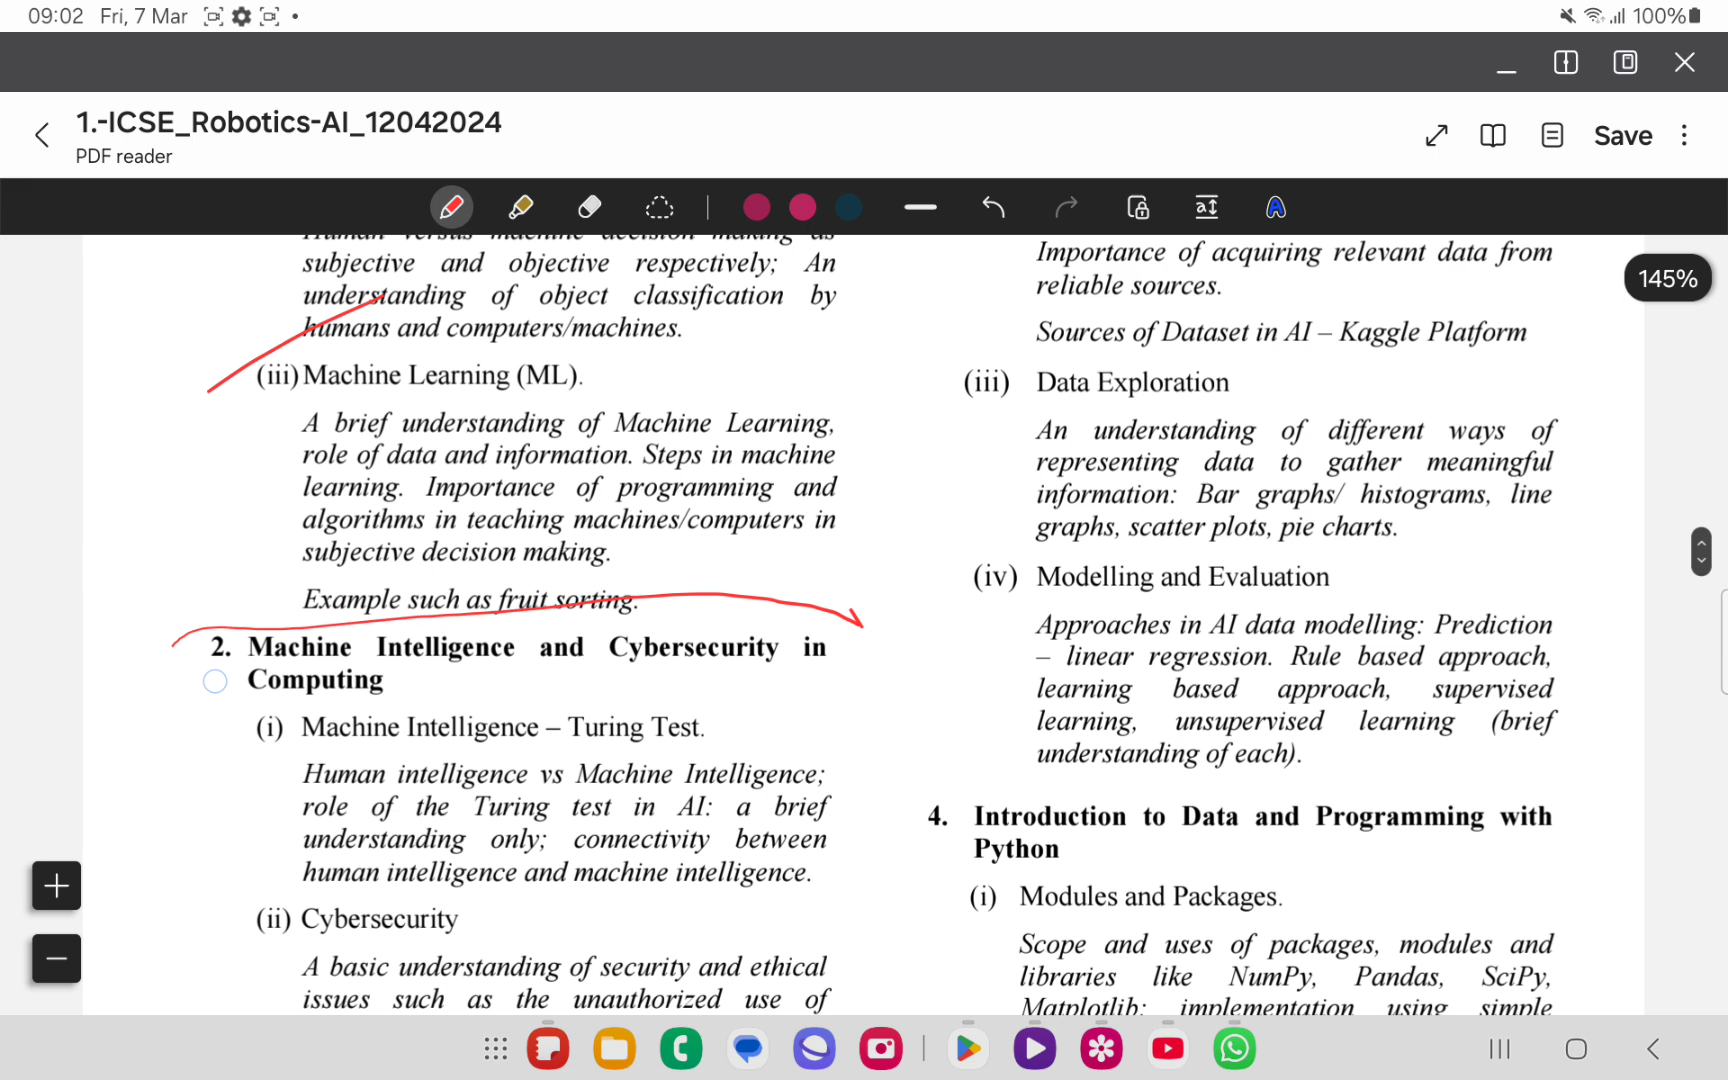 09:02 Fri, 7 Mar
100%
1.-ICSE_Robotics-AI_12042024
PDF reader
Save
145%
Human versus machine decision making as
subjective and objective respectively; An
understanding of object classification by
humans and computers/machines.
(iii) Machine Learning (ML).
A brief understanding of Machine Learning,
role of data and information. Steps in machine
learning. Importance of programming and
algorithms in teaching machines/computers in
subjective decision making.
Example such as fruit sorting.
2. Machine Intelligence and Cybersecurity in
Computing
(i) Machine Intelligence – Turing Test.
Human intelligence vs Machine Intelligence;
role of the Turing test in AI: a brief
understanding only; connectivity between
human intelligence and machine intelligence.
(ii) Cybersecurity
A basic understanding of security and ethical
issues such as the unauthorized use of
Importance of acquiring relevant data from
reliable sources.
Sources of Dataset in AI – Kaggle Platform
(iii) Data Exploration
An understanding of different ways of
representing data to gather meaningful
information: Bar graphs/ histograms, line
graphs, scatter plots, pie charts.
(iv) Modelling and Evaluation
Approaches in AI data modelling: Prediction
– linear regression. Rule based approach,
learning based approach, supervised
learning, unsupervised learning (brief
understanding of each).
4. Introduction to Data and Programming with
Python
(i) Modules and Packages.
Scope and uses of packages, modules and
libraries like NumPy, Pandas, SciPy,
Matplotlib; implementation using simple